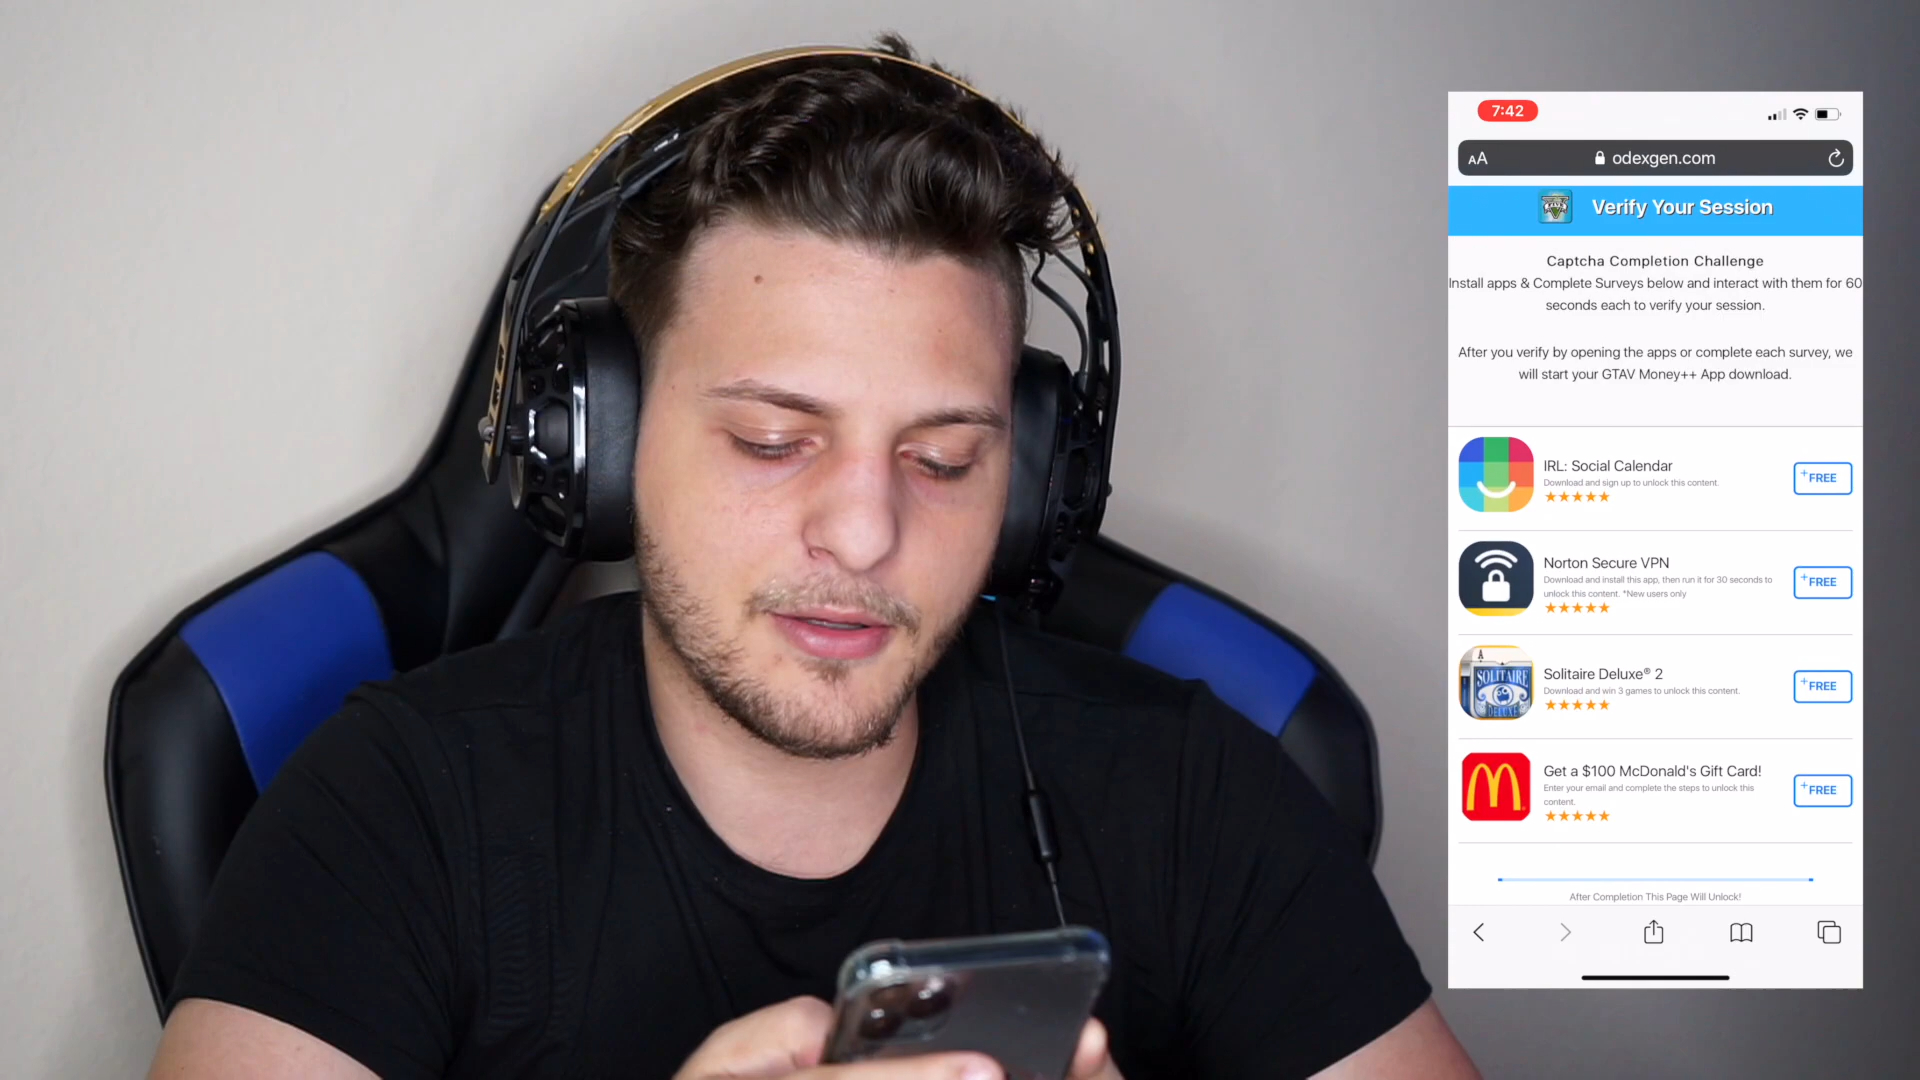 7:42
AA odexgen.com
Verify Your Session
Captcha Completion Challenge
Install apps & Complete Surveys below and interact with them for 60
seconds each to verify your session.
After you verify by opening the apps or complete each survey, we
will start your GTAV Money++ App download.
IRL: Social Calendar
Download and sign up to unlock this content.
+FREE
Norton Secure VPN
Download and install this app, then run it for 30 seconds to
unlock this content. *New users only
+FREE
A
SOLITAIRE
DELUXE
Solitaire Deluxe® 2
Download and win 3 games to unlock this content.
+FREE
Get a $100 McDonald's Gift Card!
Enter your email and complete the steps to unlock this
content.
+FREE
After Completion This Page Will Unlock!